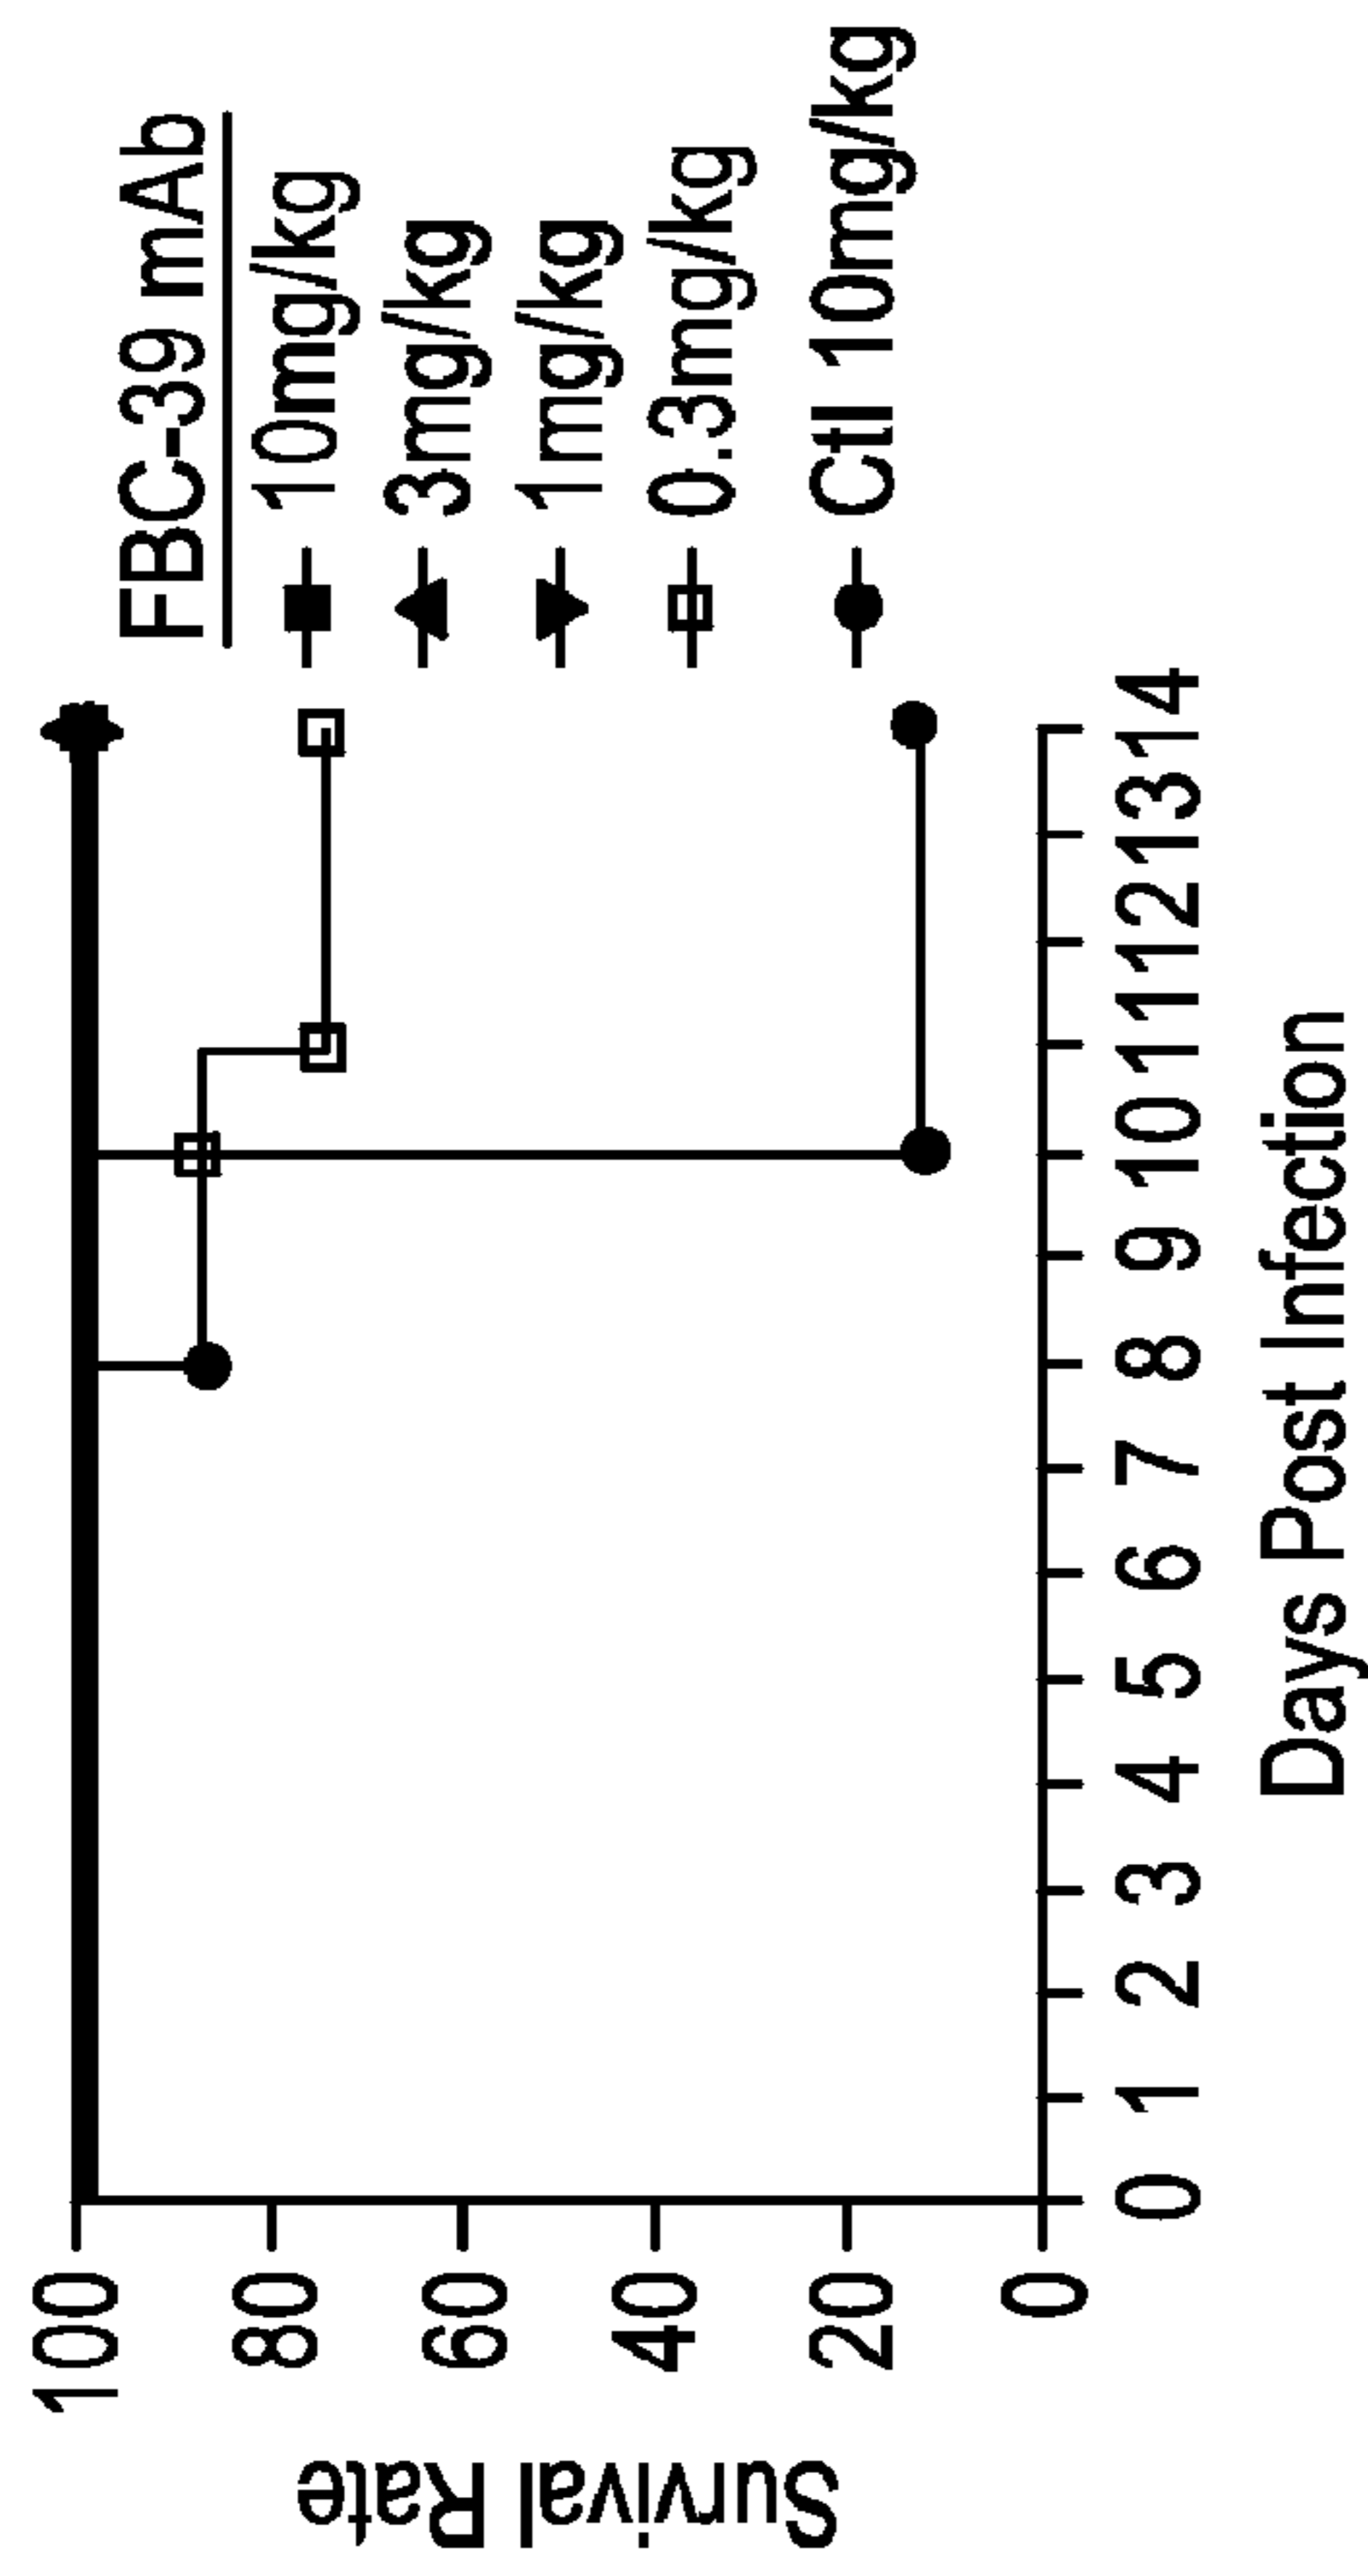 FBC-39 mAb
10mg/kg
3mg/kg
1mg/kg
0.3mg/kg
Ctl 10mg/kg
Survival Rate
100
80
60
40
20
0
0 1 2 3 4 5 6 7 8 9 10 11 12 13 14
Days Post Infection